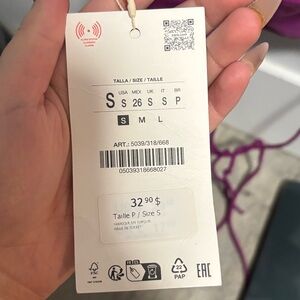 TALLA / SIZE / TAILLE
USA MEX UK IT BR
S S 26 S S P
S M L
ART.: 5039/318/668
05039318668027
32 90 $
Taille P / Size S
22
PAP
EAC